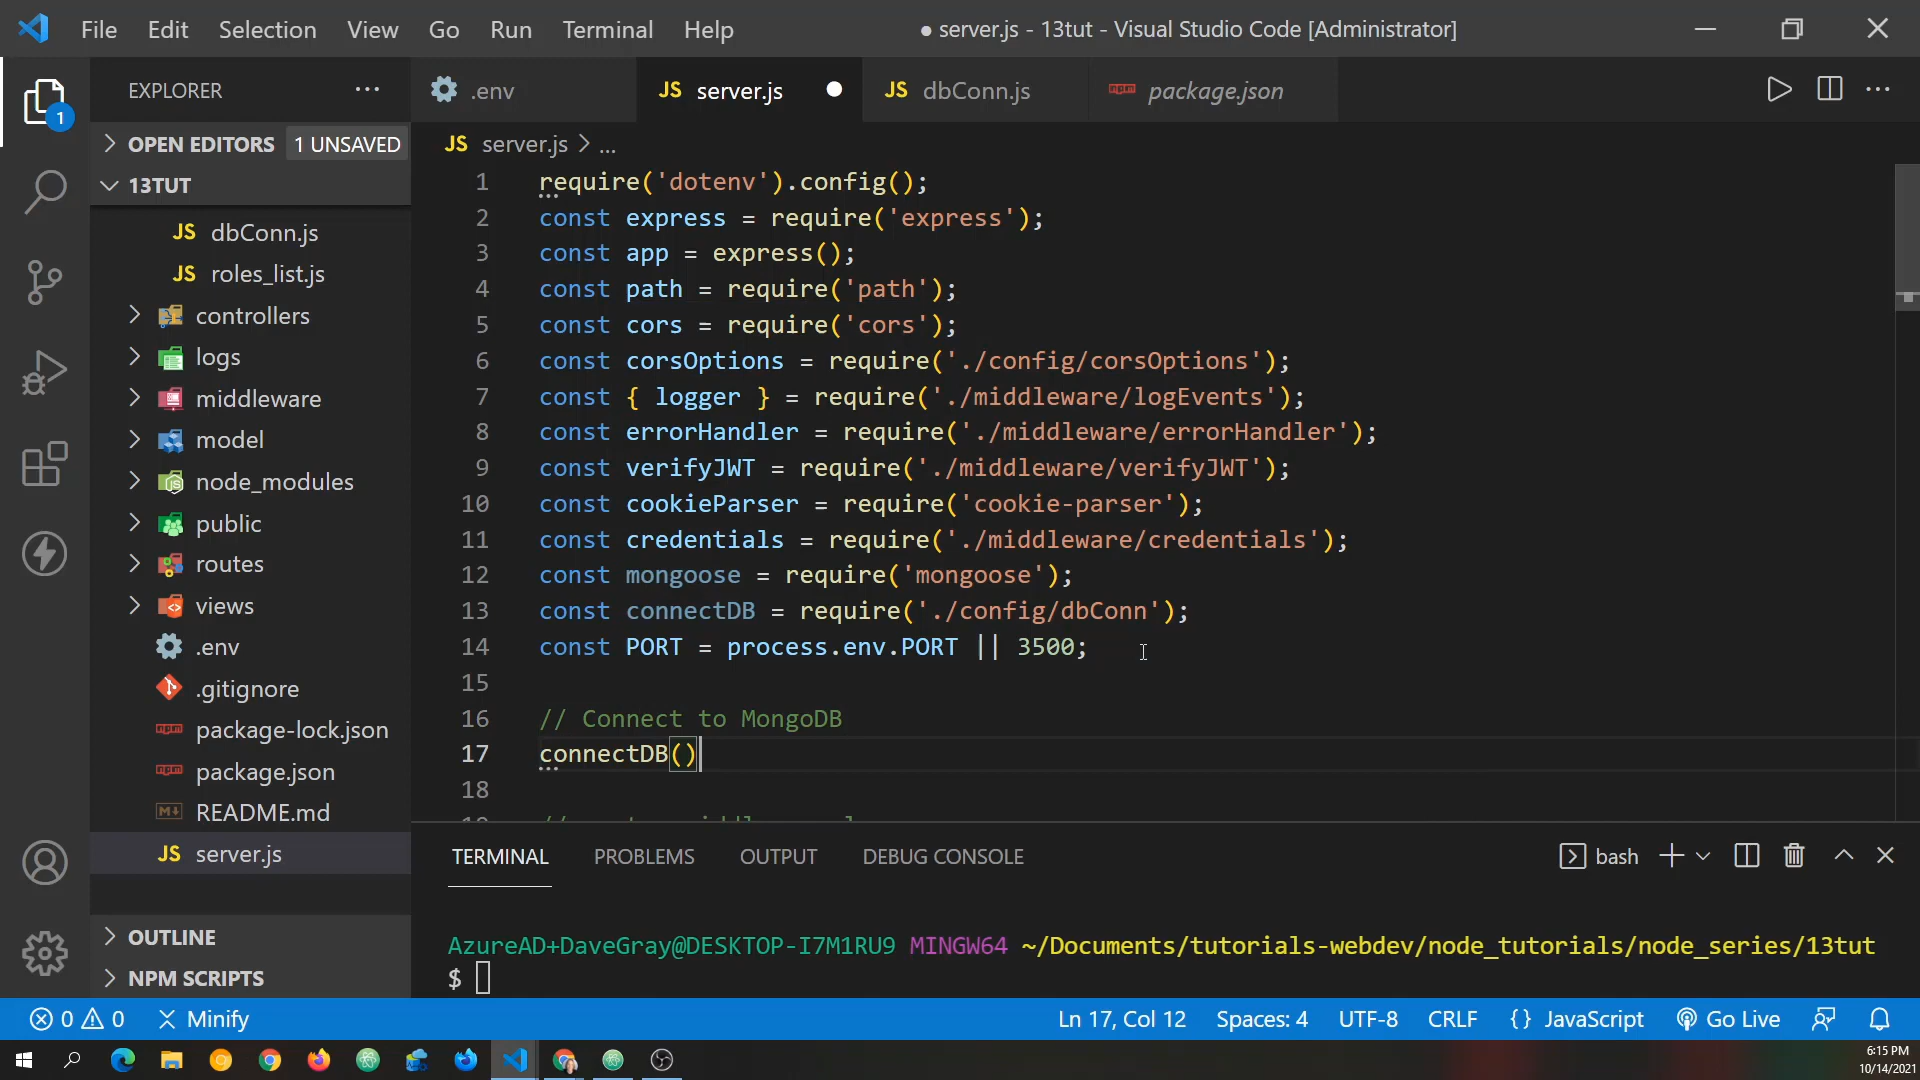 File Edit Selection View Go Run Terminal Help ● server.js - 13tut - Visual Studio Code [Administrator]
EXPLORER ...
.env JS server.js ● JS dbConn.js package.json
1
OPEN EDITORS 1 UNSAVED
JS server.js > ...
13TUT
JS dbConn.js
JS roles_list.js
controllers
logs
middleware
model
node_modules
public
routes
views
.env
.gitignore
package-lock.json
package.json
README.md
JS server.js
OUTLINE
NPM SCRIPTS
1 require('dotenv').config();
2 const express = require('express');
3 const app = express();
4 const path = require('path');
5 const cors = require('cors');
6 const corsOptions = require('./config/corsOptions');
7 const { logger } = require('./middleware/logEvents');
8 const errorHandler = require('./middleware/errorHandler');
9 const verifyJWT = require('./middleware/verifyJWT');
10 const cookieParser = require('cookie-parser');
11 const credentials = require('./middleware/credentials');
12 const mongoose = require('mongoose');
13 const connectDB = require('./config/dbConn');
14 const PORT = process.env.PORT || 3500;
15
16 // Connect to MongoDB
17 connectDB()
18
TERMINAL PROBLEMS OUTPUT DEBUG CONSOLE bash
AzureAD+DaveGray@DESKTOP-I7M1RU9 MINGW64 ~/Documents/tutorials-webdev/node_tutorials/node_series/13tut
$
0 0 Minify Ln 17, Col 12 Spaces: 4 UTF-8 CRLF {} JavaScript Go Live
6:15 PM
10/14/2021